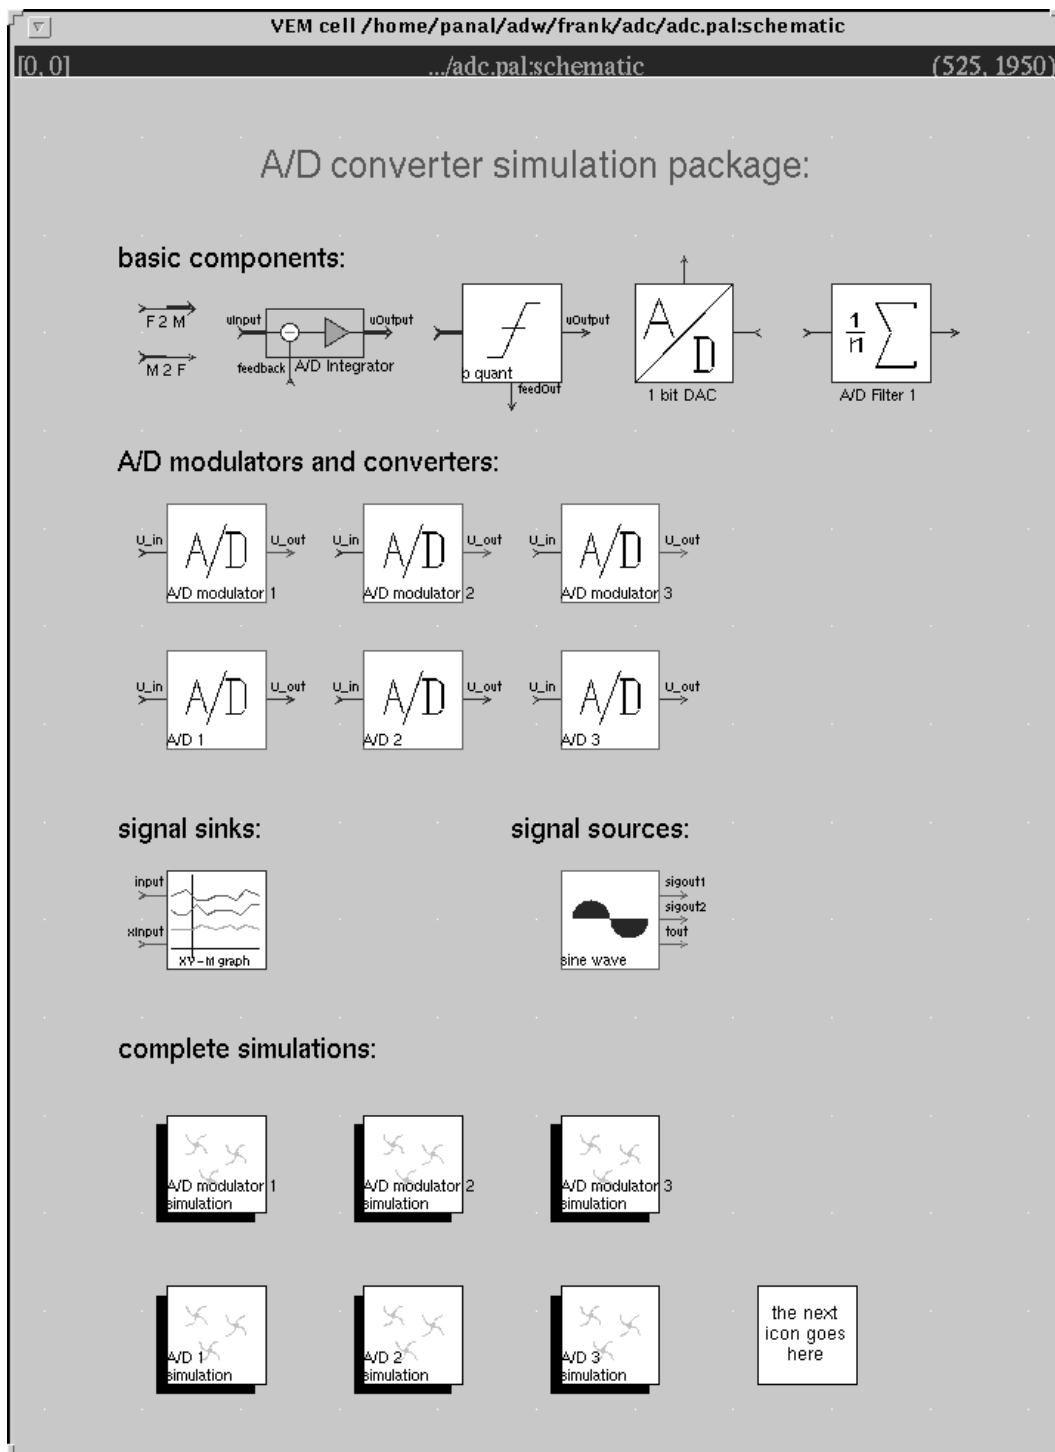 VEM cell /home/panal/adw/frank/adc/adc.pal:schematic
[0, 0] .../adc.pal:schematic (525, 1950)
A/D converter simulation package:
basic components:
F 2 M
M 2 F
uInput uOutput
feedback A/D Integrator
quant uOutput
feedOut
A D
1 bit DAC
1 n Σ
A/D Filter 1
A/D modulators and converters:
U_in A/D U_out U_in A/D U_out U_in A/D U_out
A/D modulator 1 A/D modulator 2 A/D modulator 3
U_in A/D U_out U_in A/D U_out U_in A/D U_out
A/D 1 A/D 2 A/D 3
signal sinks: signal sources:
input
xInput
graph
sigout1
sigout2
tout
sine wave
complete simulations:
A/D modulator 1 A/D modulator 2 A/D modulator 3
simulation simulation simulation
A/D 1 A/D 2 A/D 3
simulation simulation simulation
the next
icon goes
here